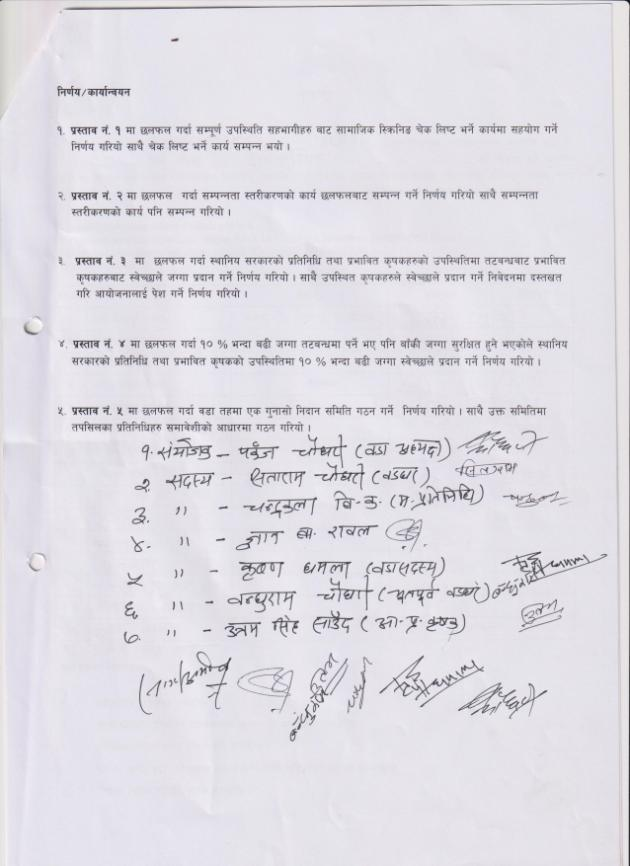 निर्णय/कार्यान्वयन
१. प्रस्ताव नं. १ मा छलफल गर्दा सम्पूर्ण उपस्थिति सहभागीहरु बाट सामाजिक स्क्रिनिङ चेक लिष्ट भर्ने कार्यमा सहयोग गर्ने
निर्णय गरियो साथै चेक लिष्ट भर्ने कार्य सम्पन्न भयो ।
२. प्रस्ताव नं. २ मा छलफल गर्दा सम्पन्नता स्तरीकरणको कार्य छलफलबाट सम्पन्न गर्ने निर्णय गरियो साथै सम्पन्नता
स्तरीकरणको कार्य पनि सम्पन्न गरियो ।
३. प्रस्ताव नं. ३ मा छलफल गर्दा स्थानिय सरकारको प्रतिनिधि तथा प्रभावित कृषकहरुको उपस्थितिमा तटबन्धबाट प्रभावित
कृषकहरुबाट स्वेच्छाले जग्गा प्रदान गर्ने निर्णय गरियो । साथै उपस्थित कृषकहरुले स्वेच्छाले प्रदान गर्ने निवेदनमा दस्तखत
गरि आयोजनालाई पेश गर्ने निर्णय गरियो ।
४. प्रस्ताव नं. ४ मा छलफल गर्दा १० % भन्दा बढी जग्गा तटबन्धमा पर्ने भए पनि बाँकी जग्गा सुरक्षित हुने भएकोले स्थानिय
सरकारको प्रतिनिधि तथा प्रभावित कृषकको उपस्थितिमा १० % भन्दा बढी जग्गा स्वेच्छाले प्रदान गर्ने निर्णय गरियो ।
५. प्रस्ताव नं. ५ मा छलफल गर्दा वडा तहमा एक गुनासो निदान समिति गठन गर्ने निर्णय गरियो । साथै उक्त समितिमा
तपसिलका प्रतिनिधिहरु समावेशीको आधारमा गठन गरियो ।
१. संयोजक - पंकज चौधरी (वडा अध्यक्ष)
२. सदस्य - सिताराम चौधरी (वडघर)
३. " - चन्द्रकला वि.क. (म. प्रतिनिधि)
४. " - ज्ञान ब. रावल
५ " - कृष्ण धमला (वडासदस्य)
६ " - बन्धुराम चौधरी (भूतपूर्व वडघर)
७. " - उत्तम सिंह साउँद (आ. प्र. कृषक)